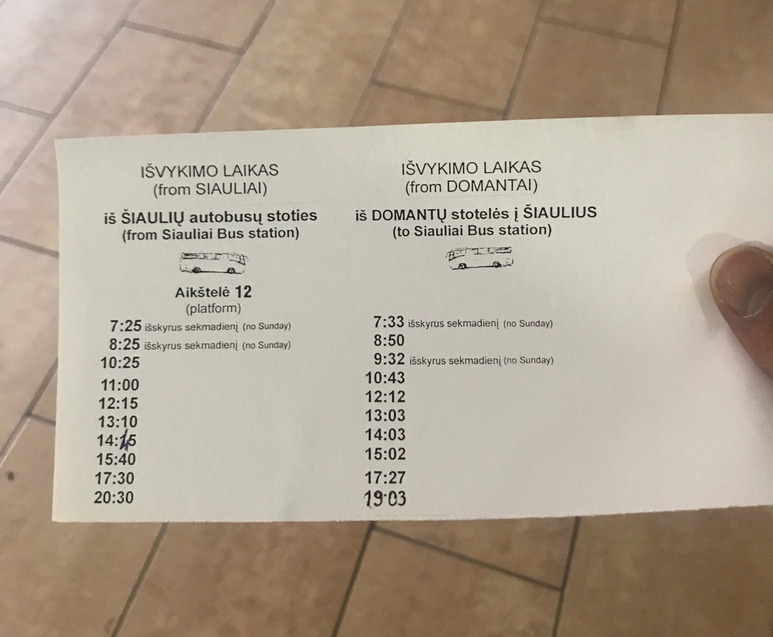 IŠVYKIMO LAIKAS
(from SIAULIAI)
iš ŠIAULIŲ autobusų stoties
(from Siauliai Bus station)
Aikštelė 12
(platform)
7:25 išskyrus sekmadienį (no Sunday)
8:25 išskyrus sekmadienį (no Sunday)
10:25
11:00
12:15
13:10
14:15
15:40
17:30
20:30
IŠVYKIMO LAIKAS
(from DOMANTAI)
iš DOMANTŲ stotelės į ŠIAULIUS
(to Siauliai Bus station)
7:33 išskyrus sekmadienį (no Sunday)
8:50
9:32 išskyrus sekmadienį (no Sunday)
10:43
12:12
13:03
14:03
15:02
17:27
19:03